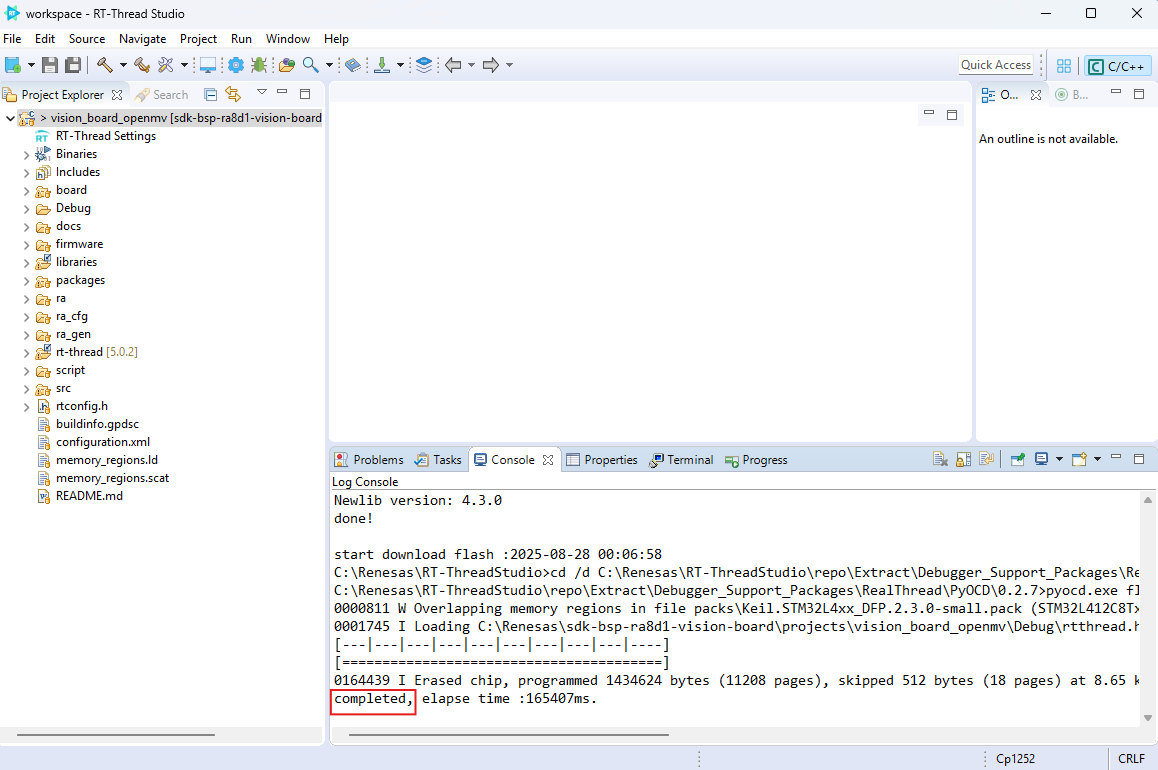 workspace - RT-Thread Studio
File Edit Source Navigate Project Run Window Help
Quick Access
C/C++
Project Explorer
Search
> vision_board_openmv [sdk-bsp-ra8d1-vision-board
RT-Thread Settings
Binaries
Includes
board
Debug
docs
firmware
libraries
packages
ra
ra_cfg
ra_gen
rt-thread [5.0.2]
script
src
rtconfig.h
buildinfo.gpdsc
configuration.xml
memory_regions.ld
memory_regions.scat
README.md
O...
B...
An outline is not available.
Problems Tasks Console Properties Terminal Progress
Log Console
Newlib version: 4.3.0
done!
start download flash :2025-08-28 00:06:58
C:\Renesas\RT-ThreadStudio>cd /d C:\Renesas\RT-ThreadStudio\repo\Extract\Debugger_Support_Packages\Re
C:\Renesas\RT-ThreadStudio\repo\Extract\Debugger_Support_Packages\RealThread\PyOCD\0.2.7>pyocd.exe fl
0000811 W Overlapping memory regions in file packs\Keil.STM32L4xx_DFP.2.3.0-small.pack (STM32L412C8Tx
0001745 I Loading C:\Renesas\sdk-bsp-ra8d1-vision-board\projects\vision_board_openmv\Debug\rtthread.h
[---|---|---|---|---|---|---|---|---|----]
[========================================]
0164439 I Erased chip, programmed 1434624 bytes (11208 pages), skipped 512 bytes (18 pages) at 8.65 k
completed, elapse time :165407ms.
Cp1252
CRLF